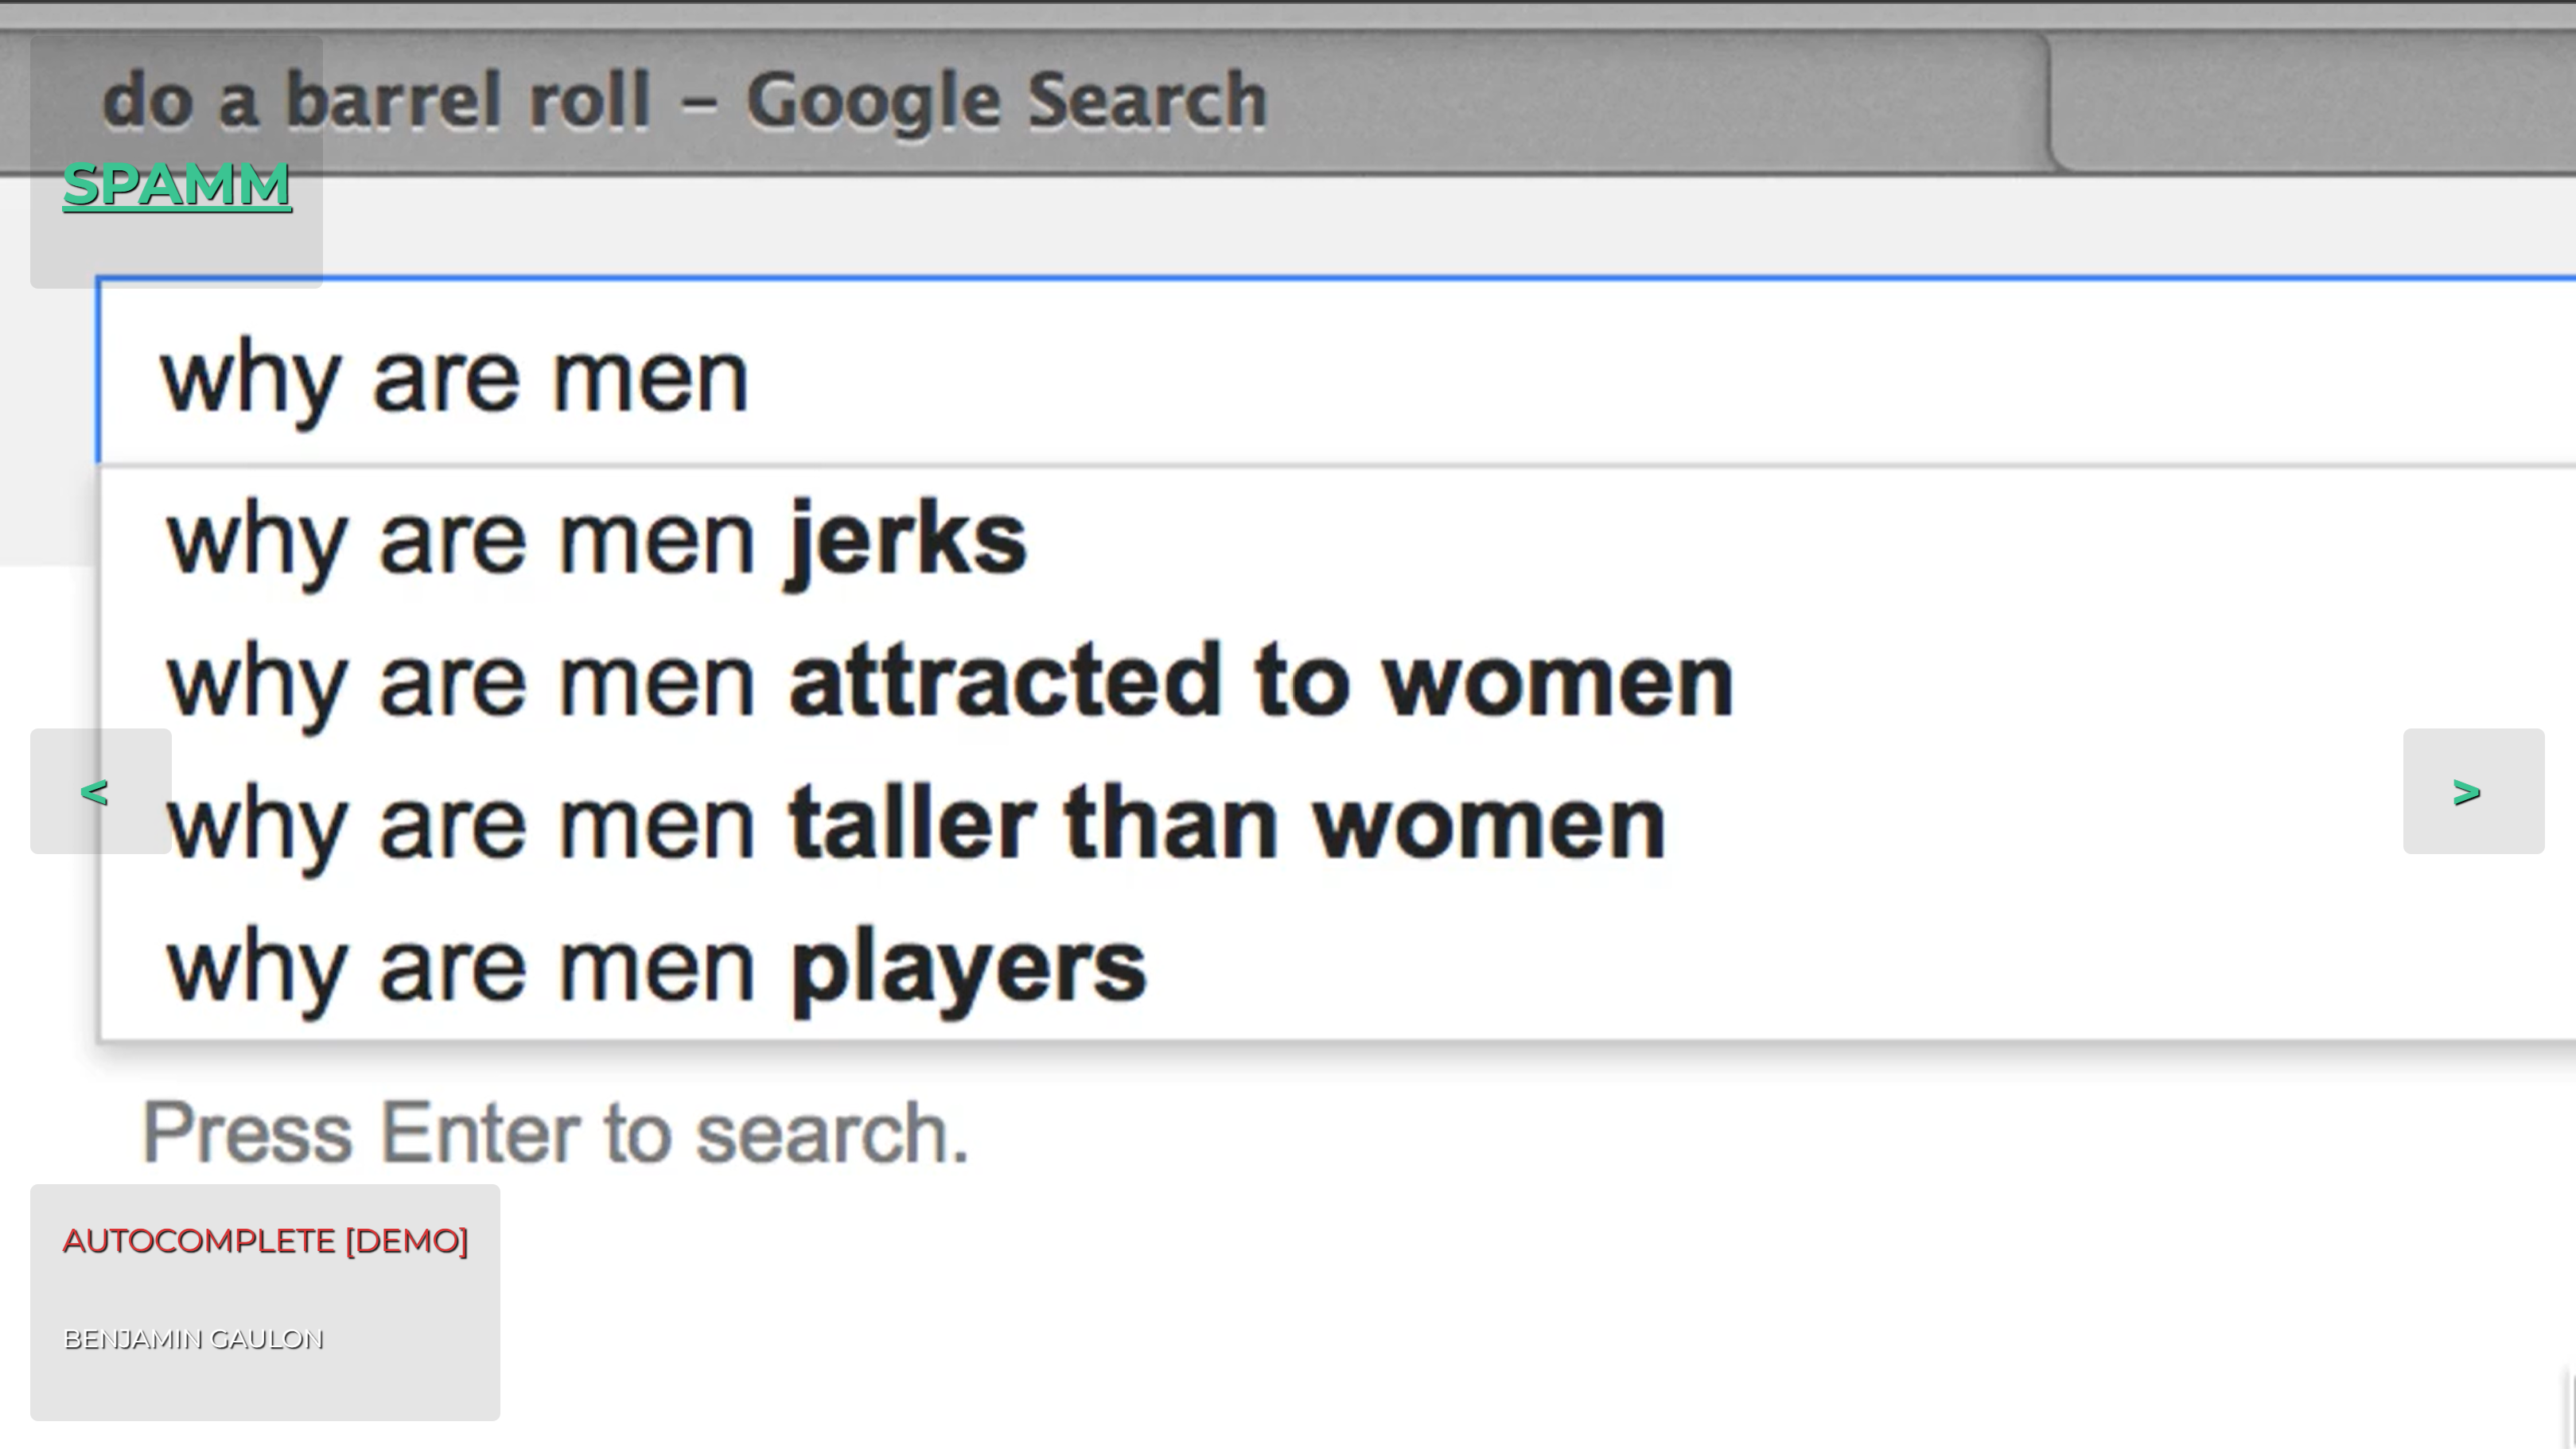 do a barrel roll – Google Search
SPAMM
why are men
why are men jerks
why are men attracted to women
why are men taller than women
why are men players
<
>
Press Enter to search.
AUTOCOMPLETE [DEMO]
BENJAMIN GAULON